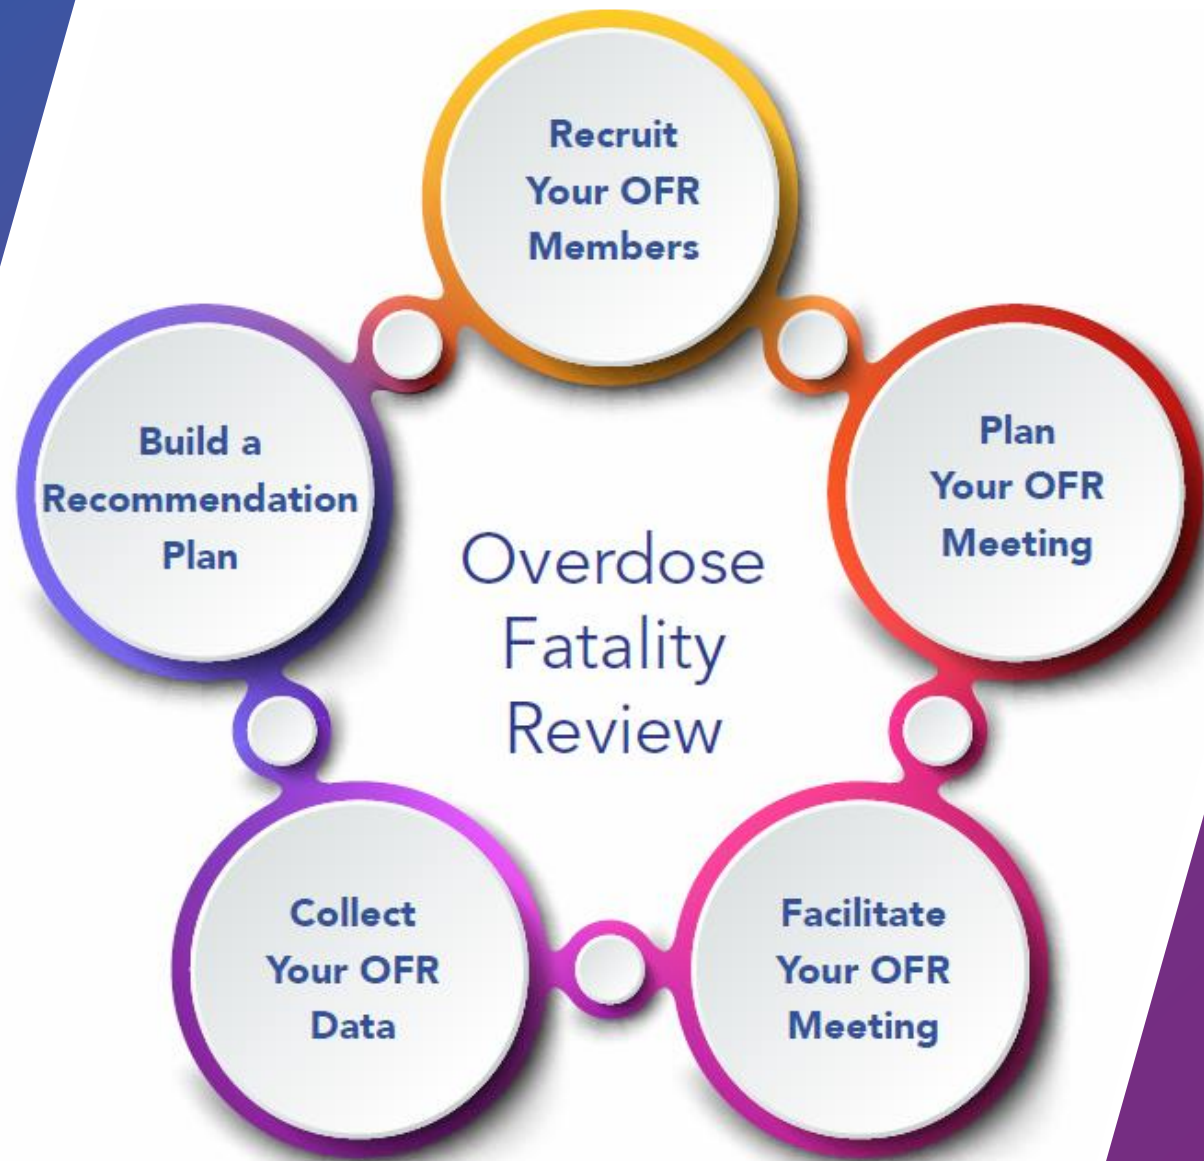 Recruit
Your OFR
Members
Plan
Your OFR
Meeting
Facilitate
Your OFR
Meeting
Collect
Your OFR
Data
Build a
Recommendation
Plan
Overdose
Fatality
Review